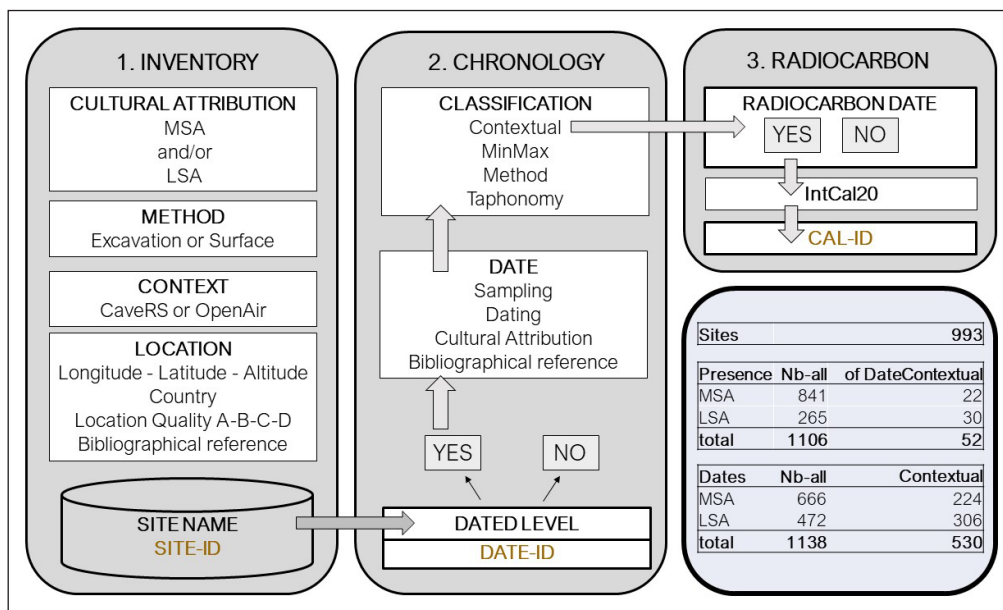 1. INVENTORY
CULTURAL ATTRIBUTION
MSA
and/or
LSA
METHOD
Excavation or Surface
CONTEXT
CaveRS or OpenAir
LOCATION
Longitude - Latitude - Altitude
Country
Location Quality A-B-C-D
Bibliographical reference
SITE NAME
SITE-ID
2. CHRONOLOGY
CLASSIFICATION
Contextual
MinMax
Method
Taphonomy
DATE
Sampling
Dating
Cultural Attribution
Bibliographical reference
YES NO
DATED LEVEL
DATE-ID
3. RADIOCARBON
RADIOCARBON DATE
YES NO
IntCal20
CAL-ID
Sites 993
Presence Nb-all of DateContextual
MSA 841 22
LSA 265 30
total 1106 52
Dates Nb-all Contextual
MSA 666 224
LSA 472 306
total 1138 530